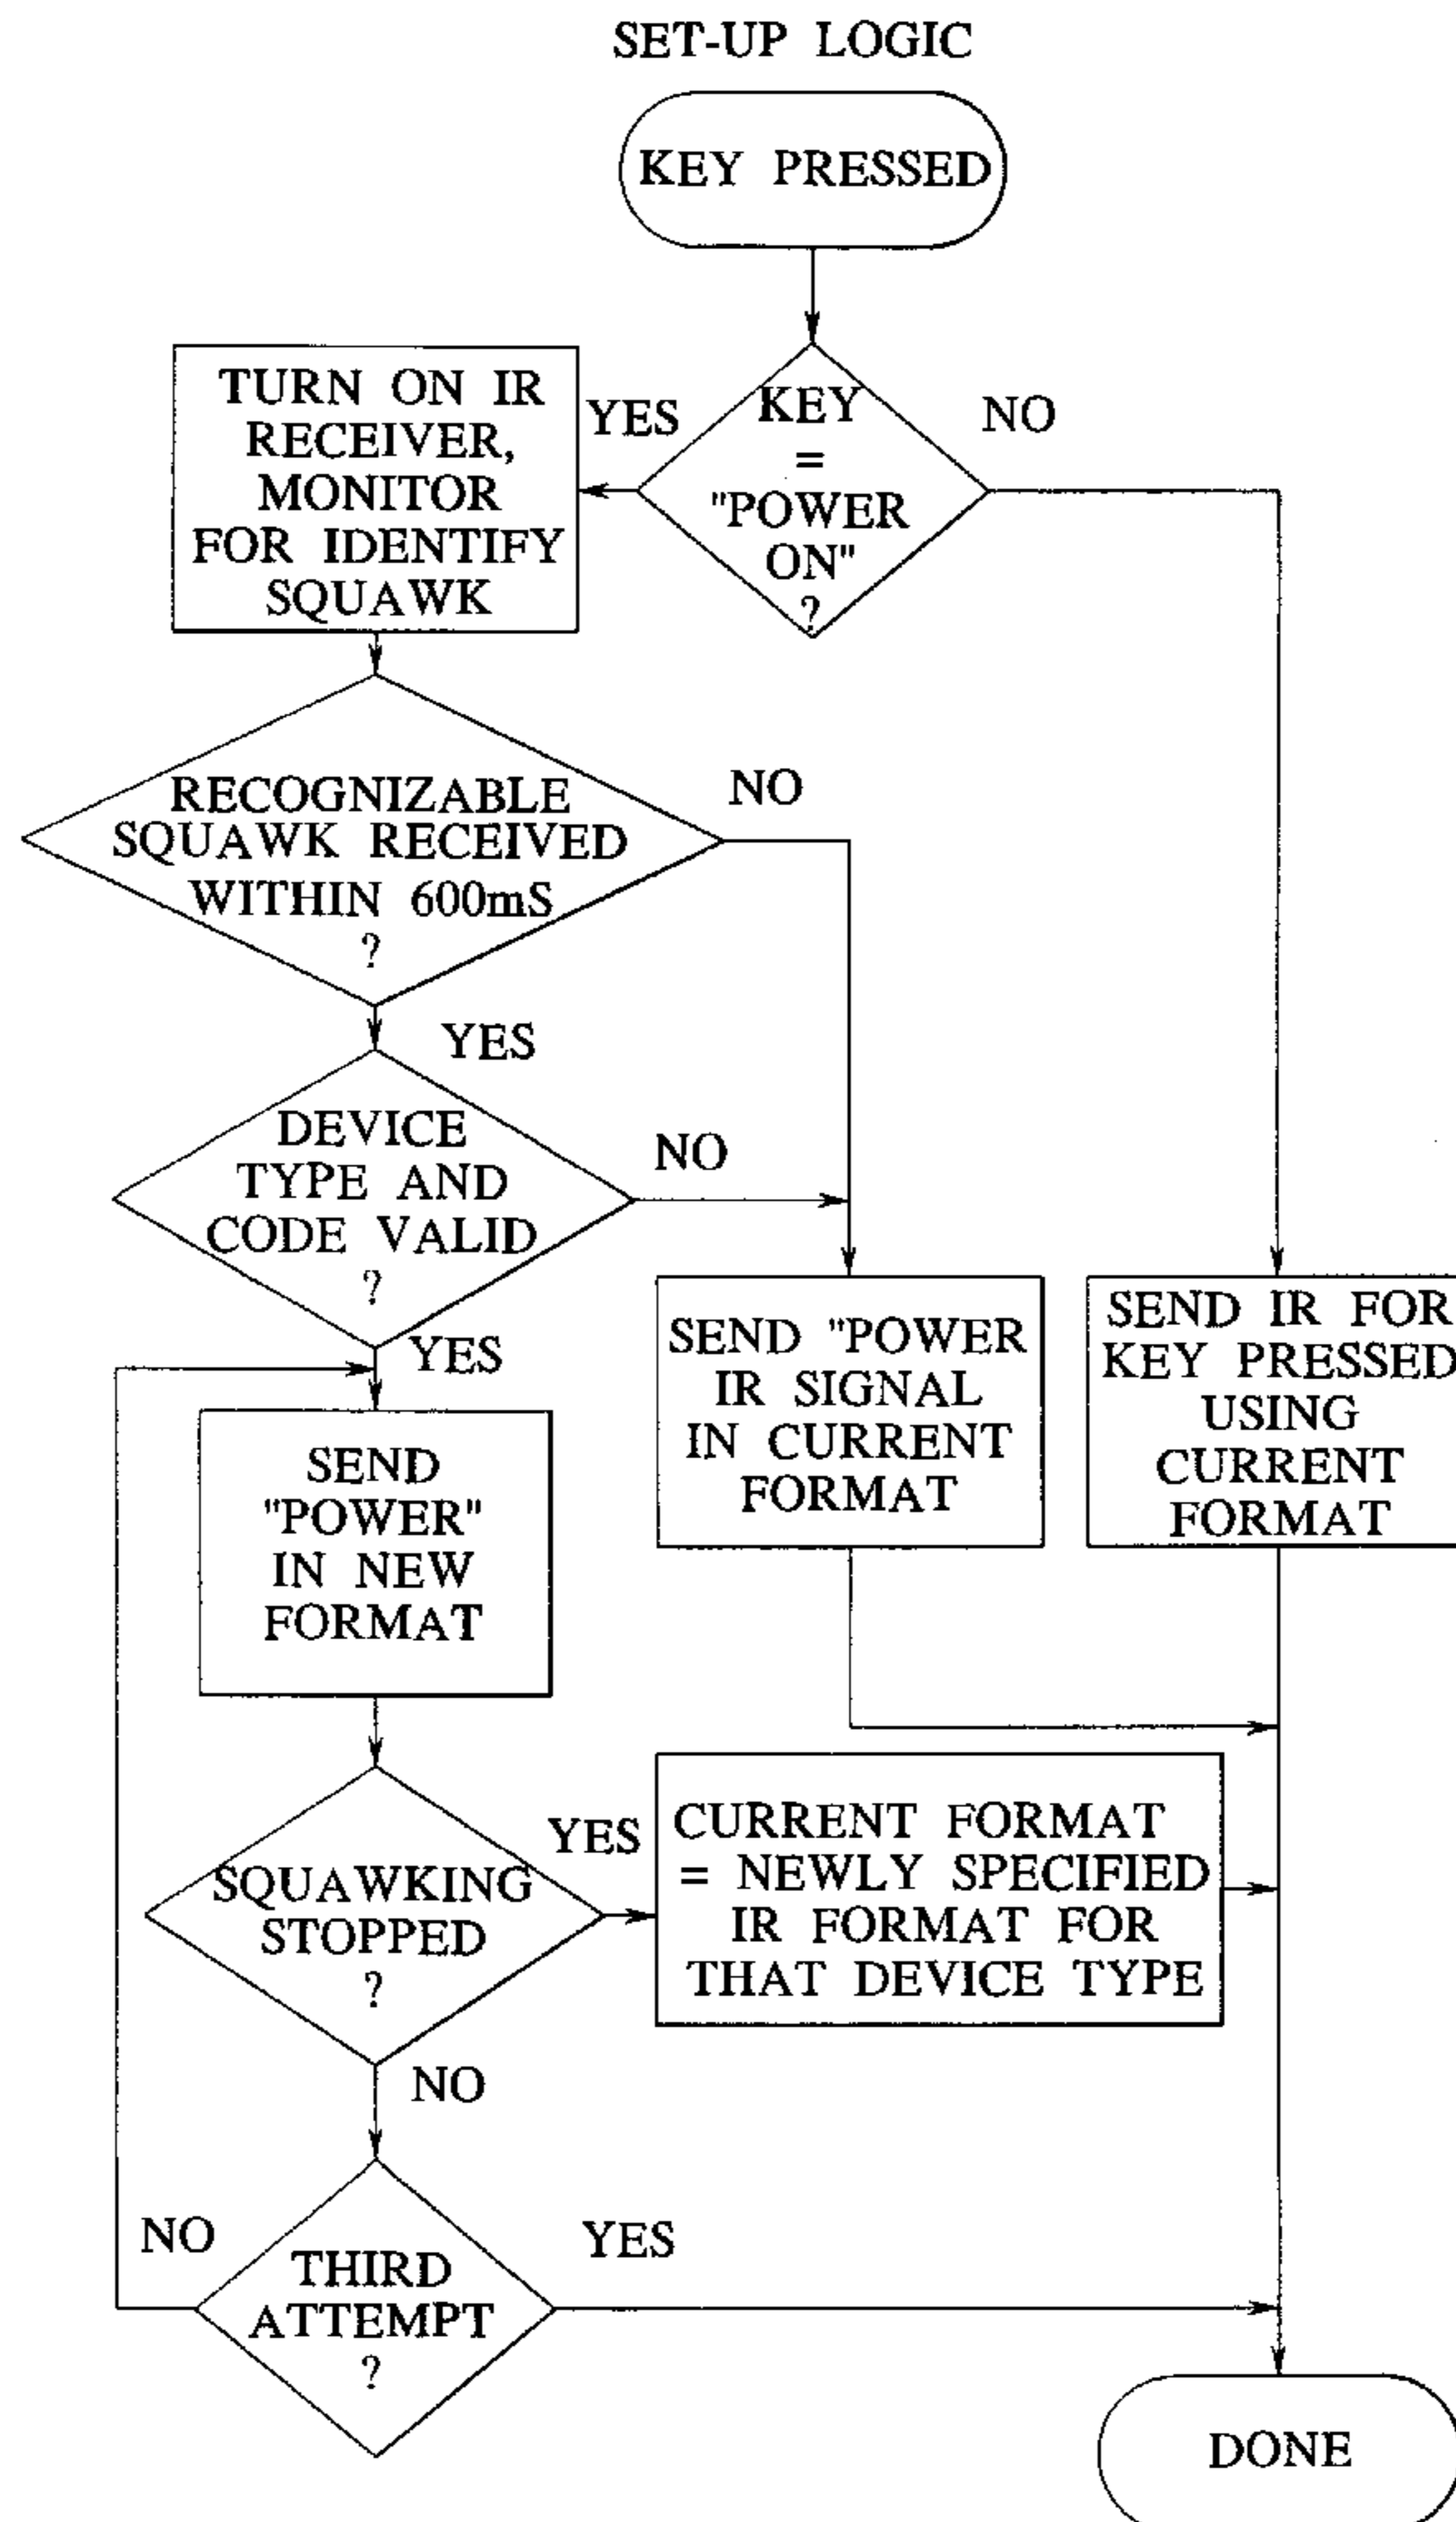 SET-UP LOGIC
KEY PRESSED
KEY
=
"POWER
ON"
?
YES
NO
TURN ON IR
RECEIVER,
MONITOR
FOR IDENTIFY
SQUAWK
RECOGNIZABLE
SQUAWK RECEIVED
WITHIN 600mS
?
NO
YES
DEVICE
TYPE AND
CODE VALID
?
NO
YES
SEND "POWER
IR SIGNAL
IN CURRENT
FORMAT
SEND IR FOR
KEY PRESSED
USING
CURRENT
FORMAT
SEND
"POWER"
IN NEW
FORMAT
SQUAWKING
STOPPED
?
YES
CURRENT FORMAT
= NEWLY SPECIFIED
IR FORMAT FOR
THAT DEVICE TYPE
NO
THIRD
ATTEMPT
?
NO
YES
DONE